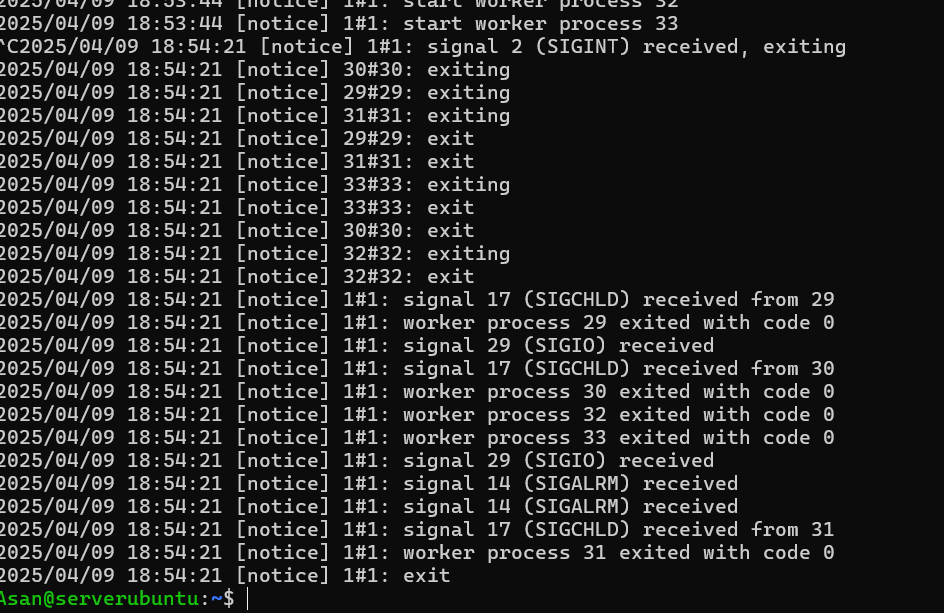 2025/04/09 18:53:44 [notice] 1#1: start worker process 32
2025/04/09 18:53:44 [notice] 1#1: start worker process 33
^C2025/04/09 18:54:21 [notice] 1#1: signal 2 (SIGINT) received, exiting
2025/04/09 18:54:21 [notice] 30#30: exiting
2025/04/09 18:54:21 [notice] 29#29: exiting
2025/04/09 18:54:21 [notice] 31#31: exiting
2025/04/09 18:54:21 [notice] 29#29: exit
2025/04/09 18:54:21 [notice] 31#31: exit
2025/04/09 18:54:21 [notice] 33#33: exiting
2025/04/09 18:54:21 [notice] 33#33: exit
2025/04/09 18:54:21 [notice] 30#30: exit
2025/04/09 18:54:21 [notice] 32#32: exiting
2025/04/09 18:54:21 [notice] 32#32: exit
2025/04/09 18:54:21 [notice] 1#1: signal 17 (SIGCHLD) received from 29
2025/04/09 18:54:21 [notice] 1#1: worker process 29 exited with code 0
2025/04/09 18:54:21 [notice] 1#1: signal 29 (SIGIO) received
2025/04/09 18:54:21 [notice] 1#1: signal 17 (SIGCHLD) received from 30
2025/04/09 18:54:21 [notice] 1#1: worker process 30 exited with code 0
2025/04/09 18:54:21 [notice] 1#1: worker process 32 exited with code 0
2025/04/09 18:54:21 [notice] 1#1: worker process 33 exited with code 0
2025/04/09 18:54:21 [notice] 1#1: signal 29 (SIGIO) received
2025/04/09 18:54:21 [notice] 1#1: signal 14 (SIGALRM) received
2025/04/09 18:54:21 [notice] 1#1: signal 14 (SIGALRM) received
2025/04/09 18:54:21 [notice] 1#1: signal 17 (SIGCHLD) received from 31
2025/04/09 18:54:21 [notice] 1#1: worker process 31 exited with code 0
2025/04/09 18:54:21 [notice] 1#1: exit
Asan@serverubuntu:~$